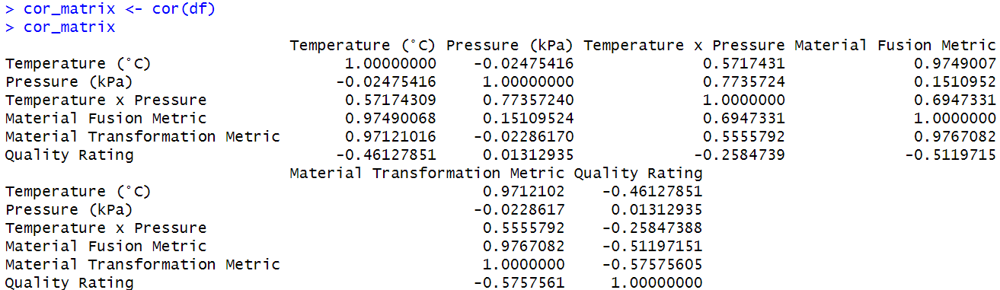 > cor_matrix <- cor(df)
> cor_matrix
Temperature (°C) Pressure (kPa) Temperature x Pressure Material Fusion Metric
Temperature (°C) 1.00000000 -0.02475416 0.5717431 0.9749007
Pressure (kPa) -0.02475416 1.00000000 0.7735724 0.1510952
Temperature x Pressure 0.57174309 0.77357240 1.0000000 0.6947331
Material Fusion Metric 0.97490068 0.15109524 0.6947331 1.0000000
Material Transformation Metric 0.97121016 -0.02286170 0.5555792 0.9767082
Quality Rating -0.46127851 0.01312935 -0.2584739 -0.5119715
Material Transformation Metric Quality Rating
Temperature (°C) 0.9712102 -0.46127851
Pressure (kPa) -0.0228617 0.01312935
Temperature x Pressure 0.5555792 -0.25847388
Material Fusion Metric 0.9767082 -0.51197151
Material Transformation Metric 1.0000000 -0.57575605
Quality Rating -0.5757561 1.00000000